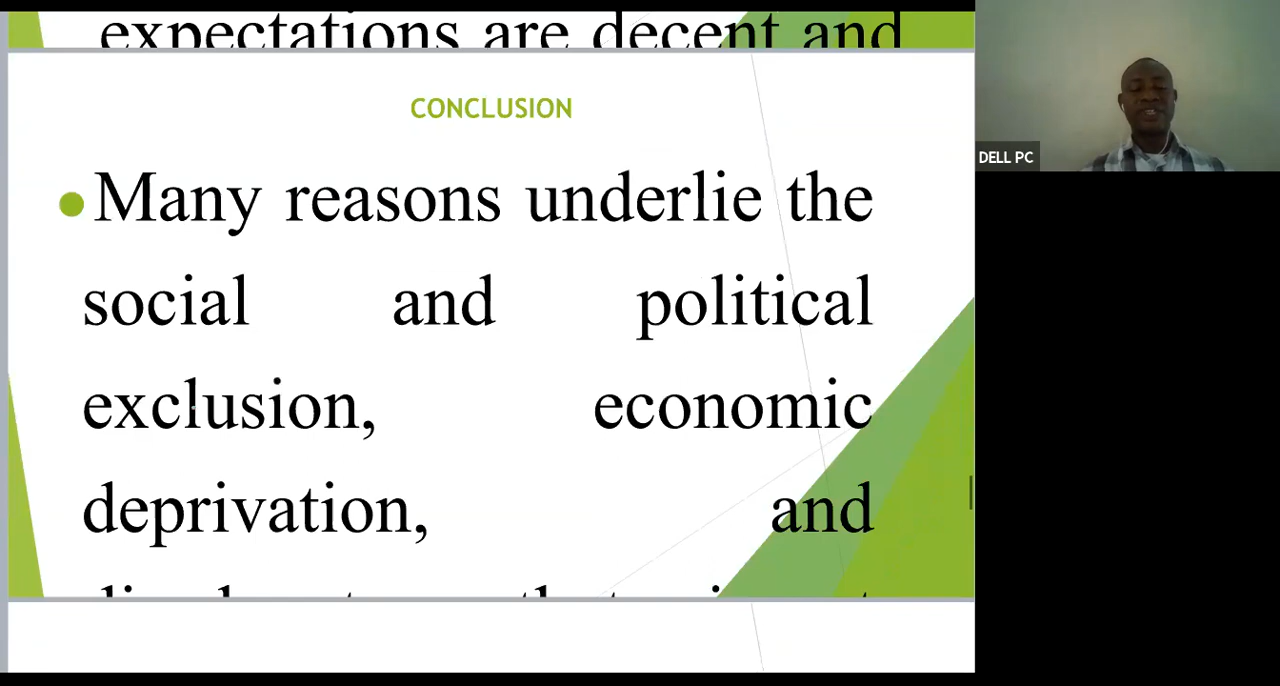 expectations are decent and
CONCLUSION
Many reasons underlie the
social and political
exclusion, economic
deprivation, and
DELL PC